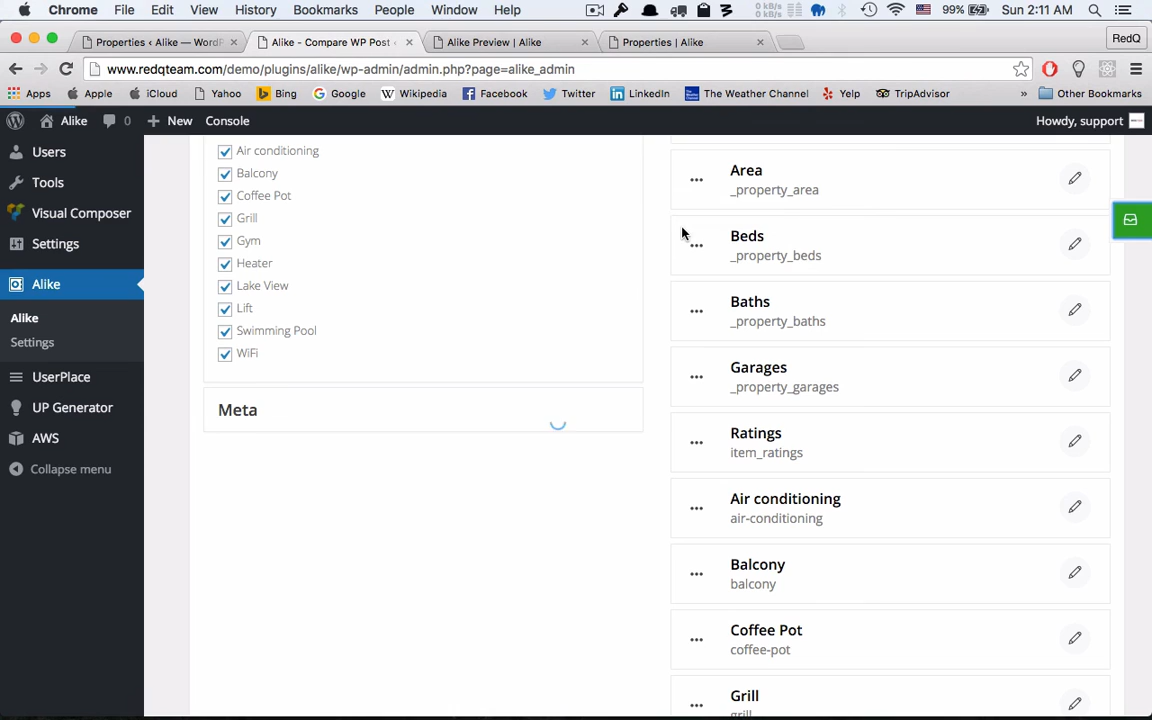 Chrome File Edit View History Bookmarks People Window Help 0 kB/s 0 kB/s 99% Sun 2:11 AM
Properties ‹ Alike — WordP Alike - Compare WP Post ‹ Alike Preview | Alike Properties | Alike RedQ
www.redqteam.com/demo/plugins/alike/wp-admin/admin.php?page=alike_admin
Apps Apple iCloud Yahoo Bing Google Wikipedia Facebook Twitter LinkedIn The Weather Channel Yelp TripAdvisor » Other Bookmarks
Alike 0 New Console Howdy, support
Users
Tools
Visual Composer
Settings
Alike
Alike
Settings
UserPlace
UP Generator
AWS
Collapse menu
Air conditioning
Balcony
Coffee Pot
Grill
Gym
Heater
Lake View
Lift
Swimming Pool
WiFi
Meta
Area
_property_area
Beds
_property_beds
Baths
_property_baths
Garages
_property_garages
Ratings
item_ratings
Air conditioning
air-conditioning
Balcony
balcony
Coffee Pot
coffee-pot
Grill
grill